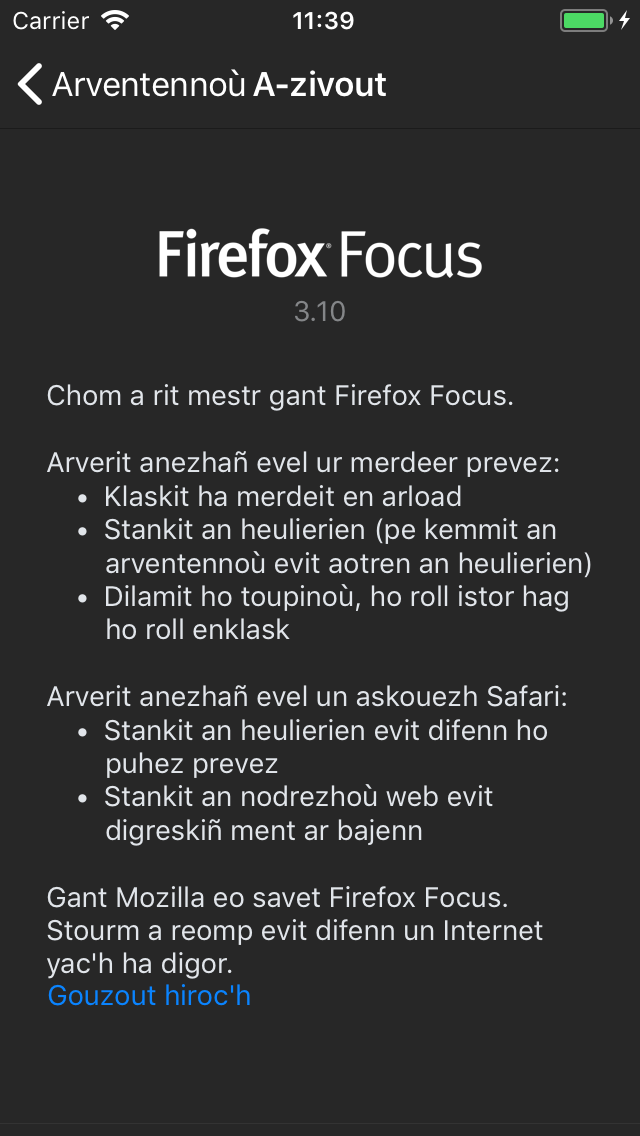 Carrier 11:39
Arventennoù A-zivout
Firefox Focus
3.10
Chom a rit mestr gant Firefox Focus.
Arverit anezhañ evel ur merdeer prevez:
• Klaskit ha merdeit en arload
• Stankit an heulierien (pe kemmit an
arventennoù evit aotren an heulierien)
• Dilamit ho toupinoù, ho roll istor hag
ho roll enklask
Arverit anezhañ evel un askouezh Safari:
• Stankit an heulierien evit difenn ho
puhez prevez
• Stankit an nodrezhoù web evit
digreskiñ ment ar bajenn
Gant Mozilla eo savet Firefox Focus.
Stourm a reomp evit difenn un Internet
yac'h ha digor.
Gouzout hiroc'h